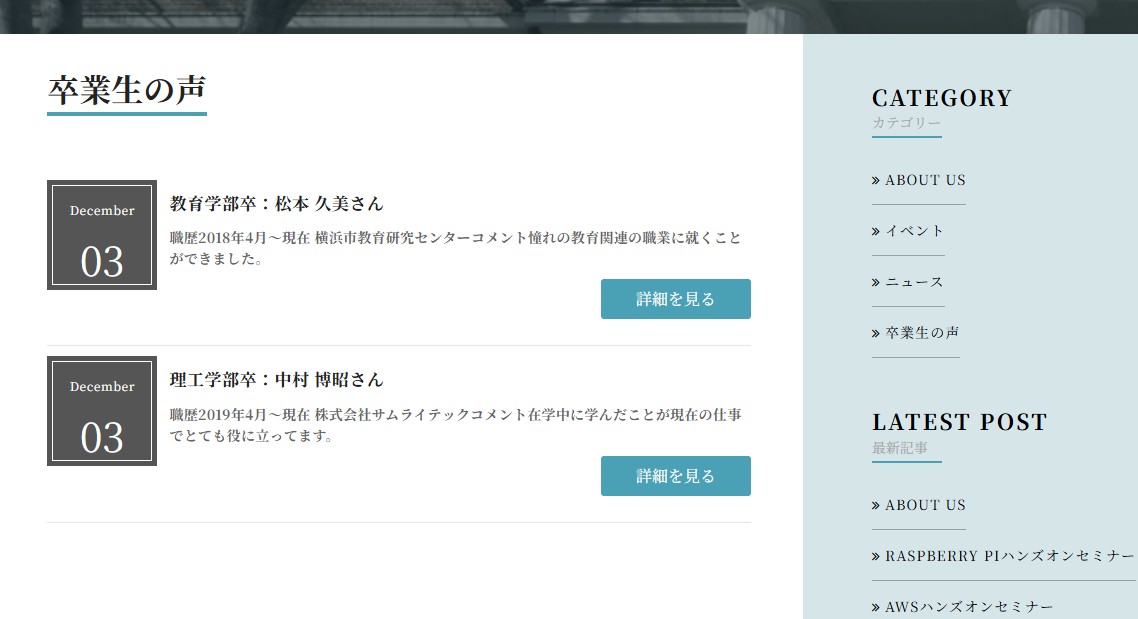 卒業生の声
December
03
教育学部卒：松本 久美さん
職歴2018年4月～現在 横浜市教育研究センターコメント憧れの教育関連の職業に就くこと
ができました。
詳細を見る
December
03
理工学部卒：中村 博昭さん
職歴2019年4月～現在 株式会社サムライテックコメント在学中に学んだことが現在の仕事
でとても役に立ってます。
詳細を見る
CATEGORY
カテゴリー
» ABOUT US
» イベント
» ニュース
» 卒業生の声
LATEST POST
最新記事
» ABOUT US
» RASPBERRY PIハンズオンセミナー
» AWSハンズオンセミナー